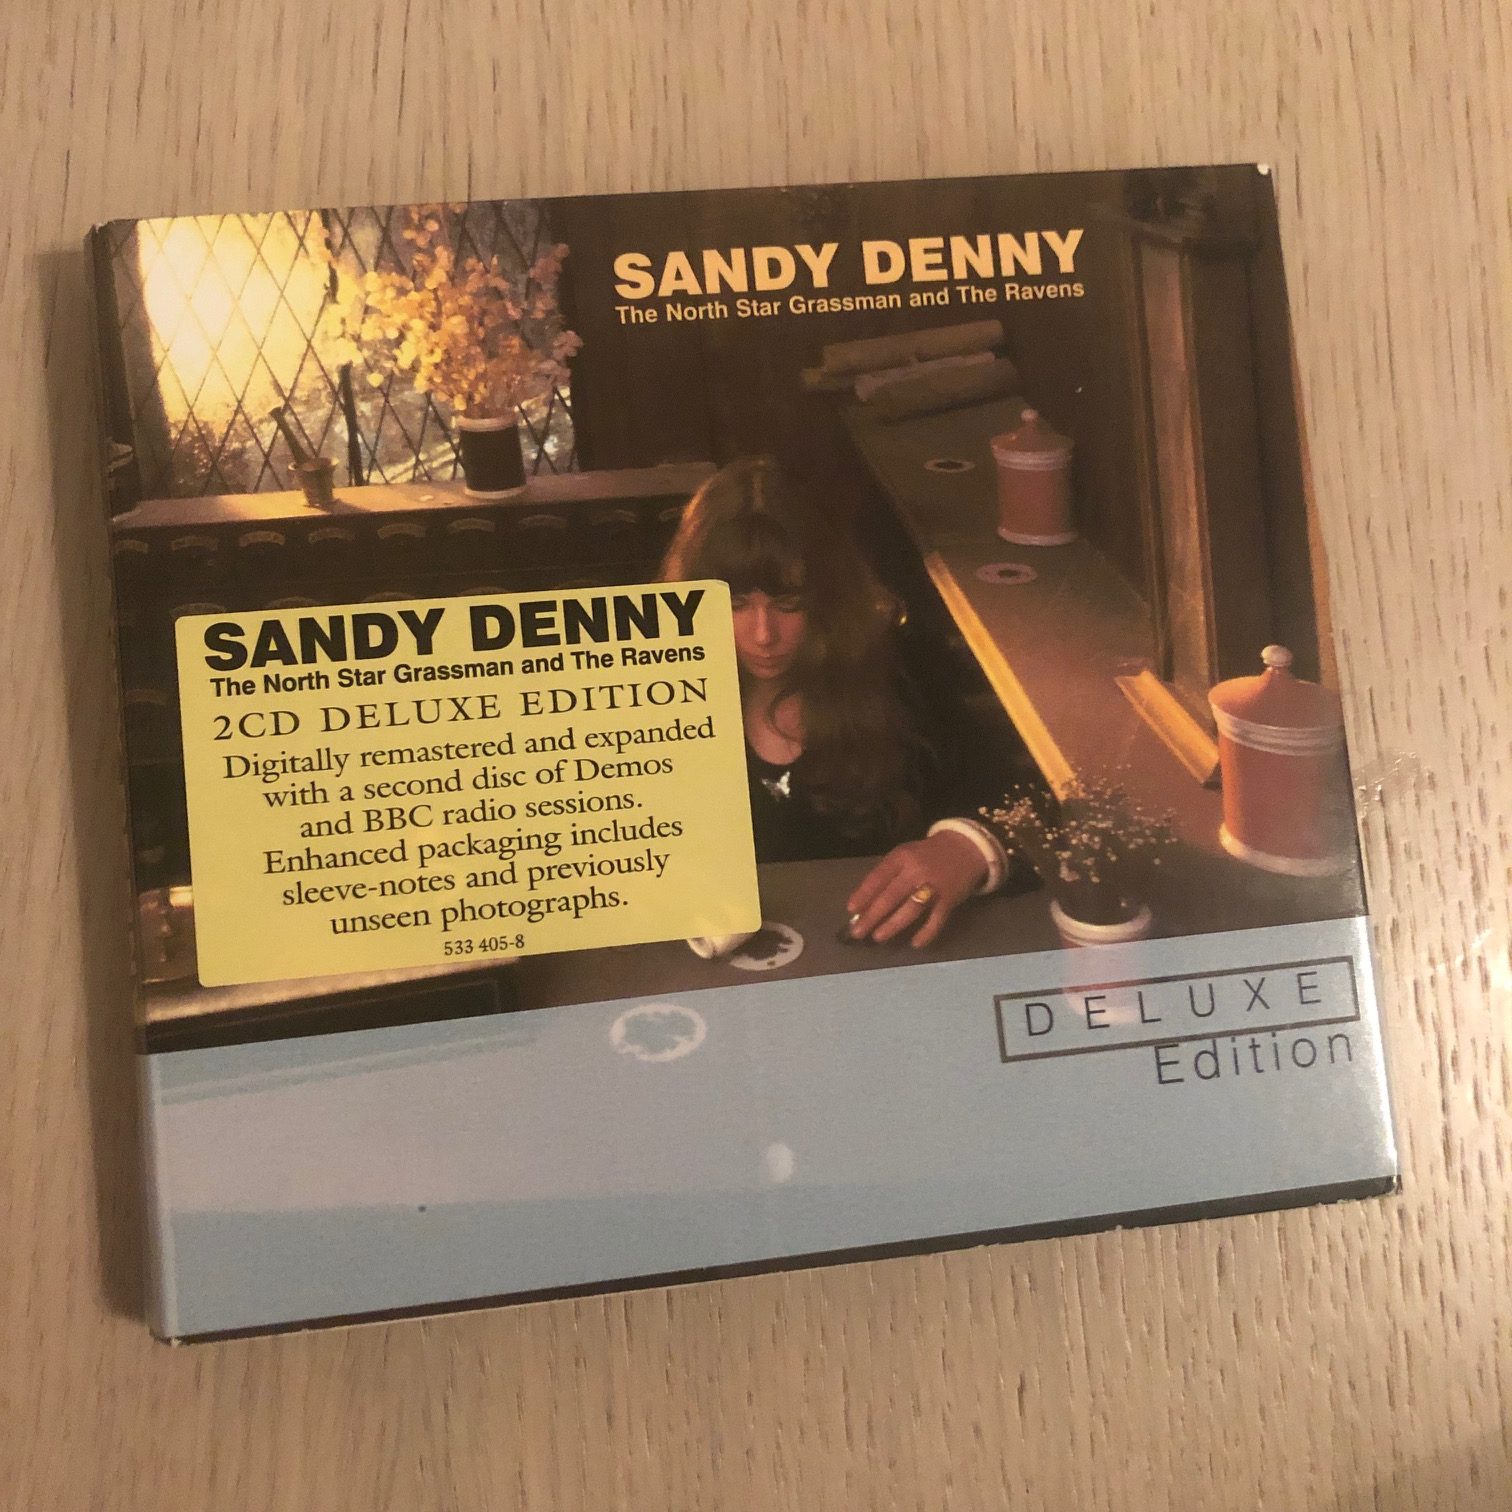 SANDY DENNY
The North Star Grassman and The Ravens
SANDY DENNY
The North Star Grassman and The Ravens
2CD DELUXE EDITION
Digitally remastered and expanded
with a second disc of Demos
and BBC radio sessions.
Enhanced packaging includes
sleeve-notes and previously
unseen photographs.
533 405-8
DELUXE
Edition